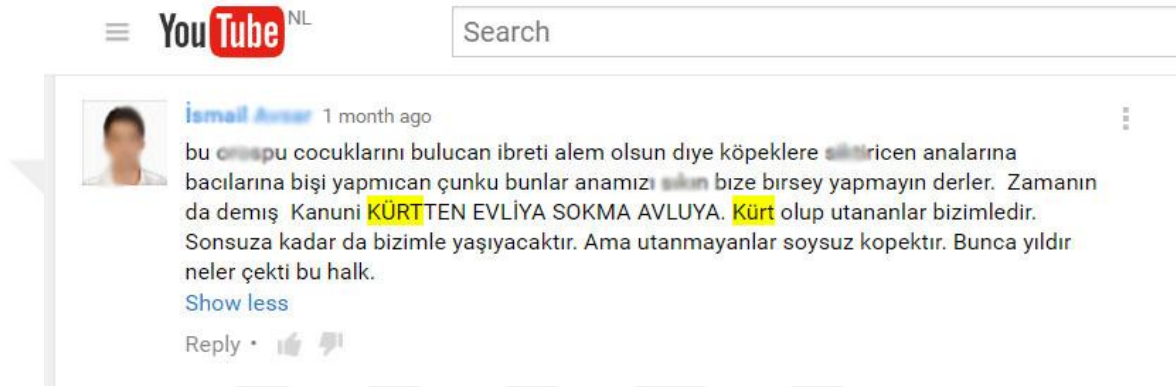 YouTube NL
Search
İsmail 1 month ago
bu cocuklarını bulucan ibreti alem olsun dıye köpeklere analarına
bacılarına bişi yapmıcan çunku bunlar anamızı bıze bırsey yapmayın derler. Zamanın
da demış Kanuni KÜRTTEN EVLİYA SOKMA AVLUYA. Kürt olup utananlar bizimledir.
Sonsuza kadar da bizimle yaşıyacaktır. Ama utanmayanlar soysuz kopektır. Bunca yıldır
neler çekti bu halk.
Show less
Reply •